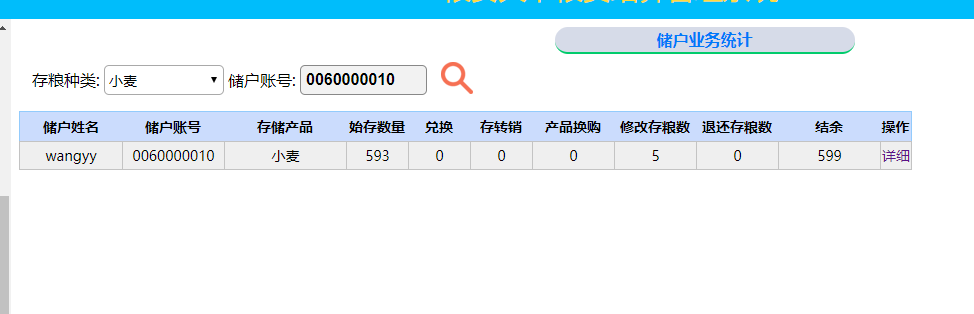 储户业务统计
存粮种类: 小麦 储户账号: 0060000010
储户姓名 储户账号 存储产品 始存数量 兑换 存转销 产品换购 修改存粮数 退还存粮数 结余 操作
wangyy 0060000010 小麦 593 0 0 0 5 0 599 详细